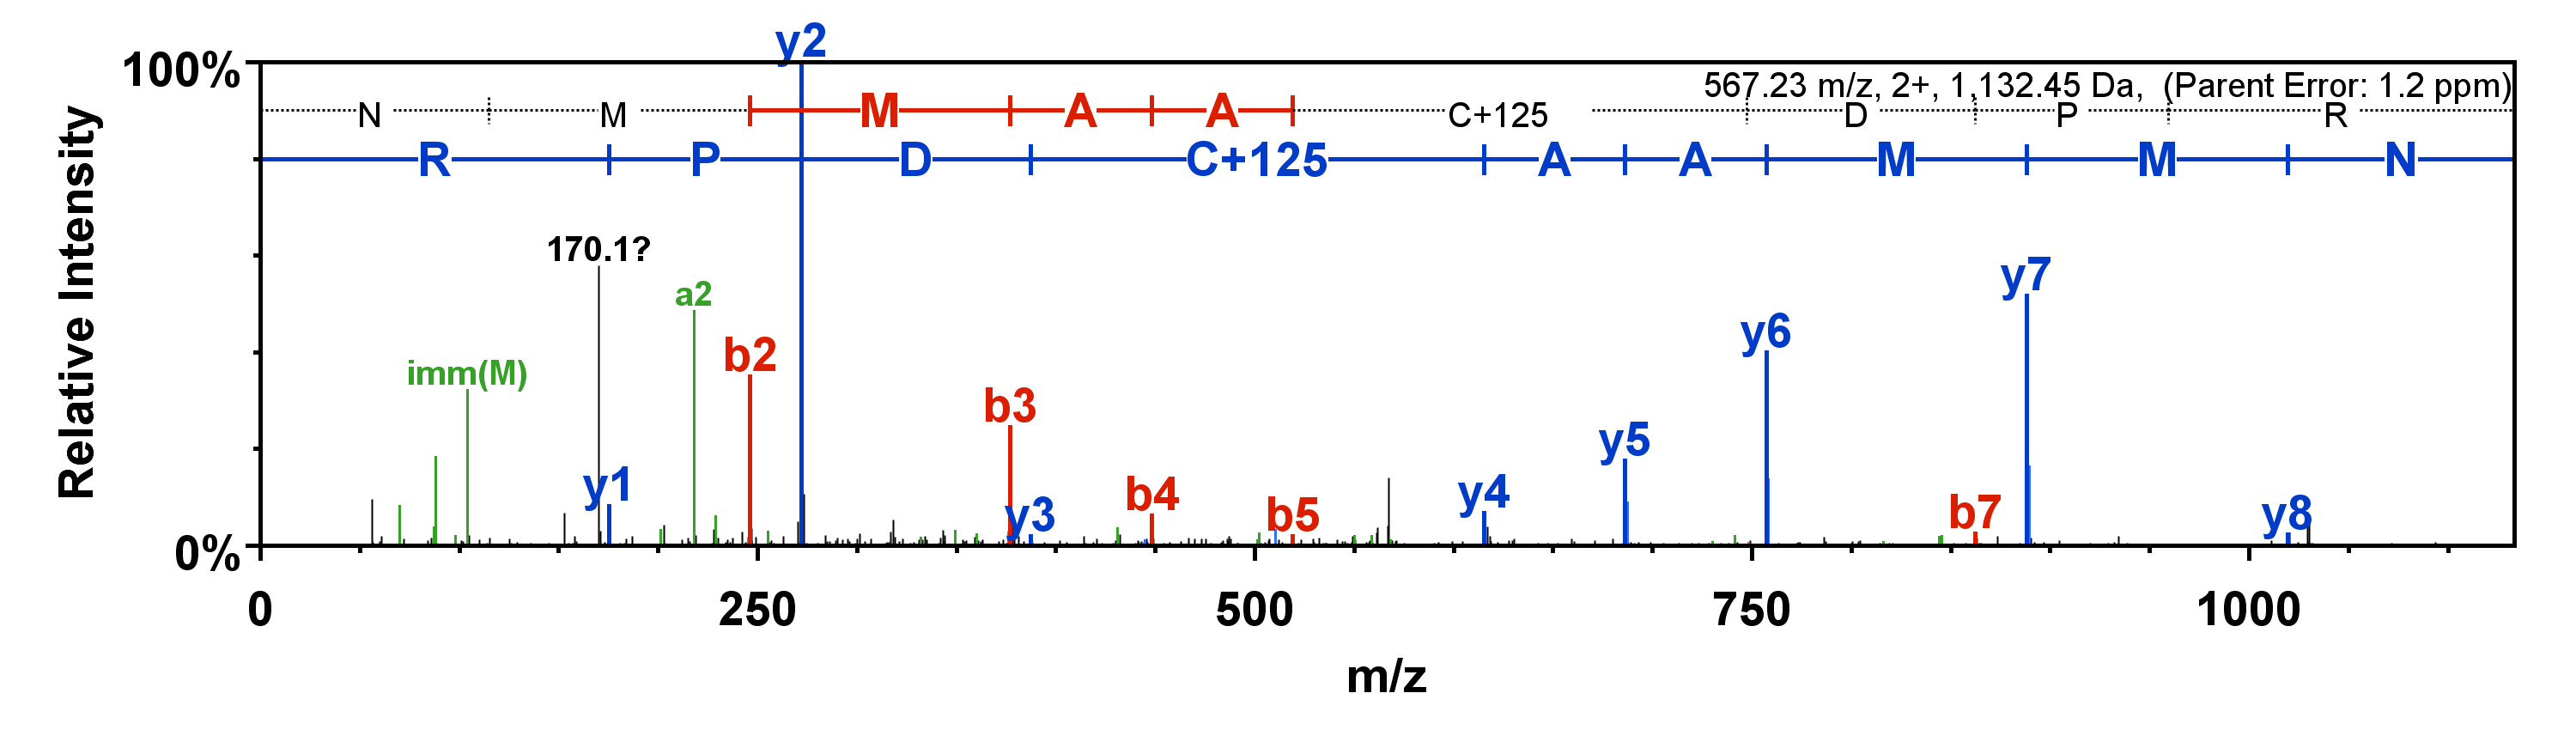 y2
100%
567.23 m/z, 2+, 1,132.45 Da, (Parent Error: 1.2 ppm)
N M M A A C+125 D P R
R P D C+125 A A M M N
170.1?
a2
imm(M)
b2
y1
b3
y3
b4
b5
y4
y5
y6
b7
y7
y8
0%
0 250 500 750 1000
m/z
Relative Intensity